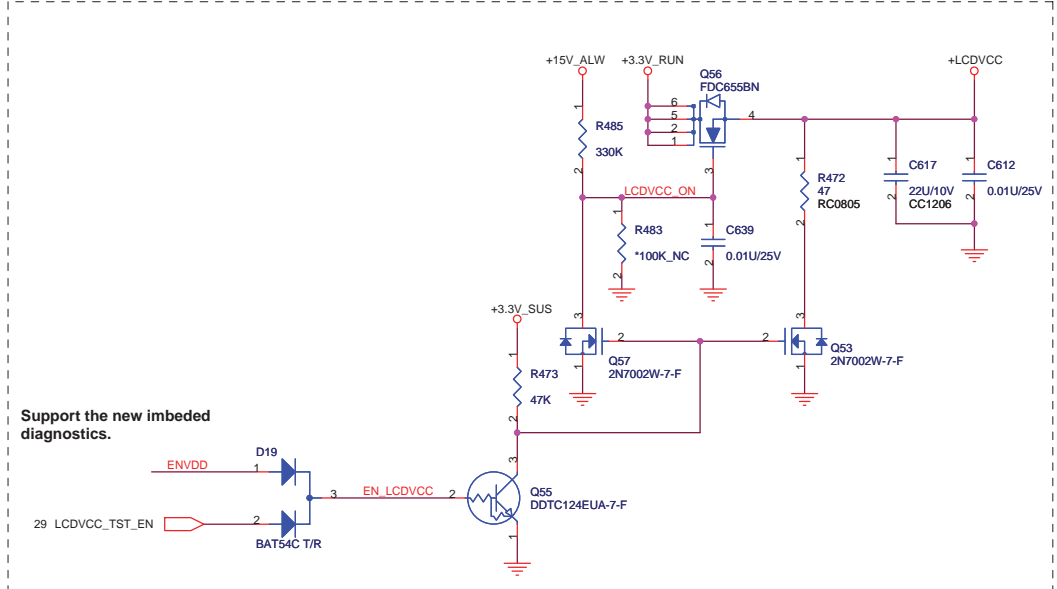 +15V_ALW
+3.3V_RUN
Q56
FDC655BN
+LCDVCC
6
5
2
1
4
3
1
R485
330K
2
LCDVCC_ON
1
R483
*100K_NC
2
1
C639
0.01U/25V
2
1
R472
47
RC0805
2
1
C617
22U/10V
CC1206
2
1
C612
0.01U/25V
2
+3.3V_SUS
3
2
Q57
2N7002W-7-F
1
3
2
Q53
2N7002W-7-F
1
1
R473
47K
2
Support the new imbeded
diagnostics.
D19
ENVDD
1
3
EN_LCDVCC
2
3
Q55
DDTC124EUA-7-F
1
29 LCDVCC_TST_EN
2
BAT54C T/R